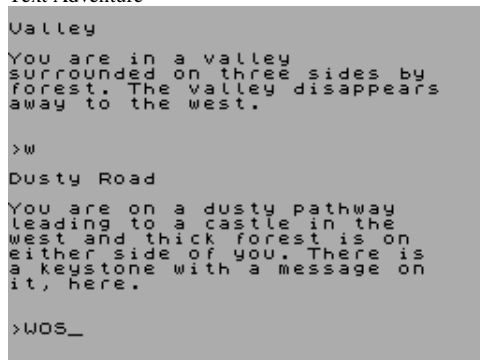 Text Adventure
Valley
You are in a valley
surrounded on three sides by
forest. The valley disappears
away to the west.
>w
Dusty Road
You are on a dusty pathway
leading to a castle in the
west and thick forest is on
either side of you. There is
a keystone with a message on
it, here.
>WOS_